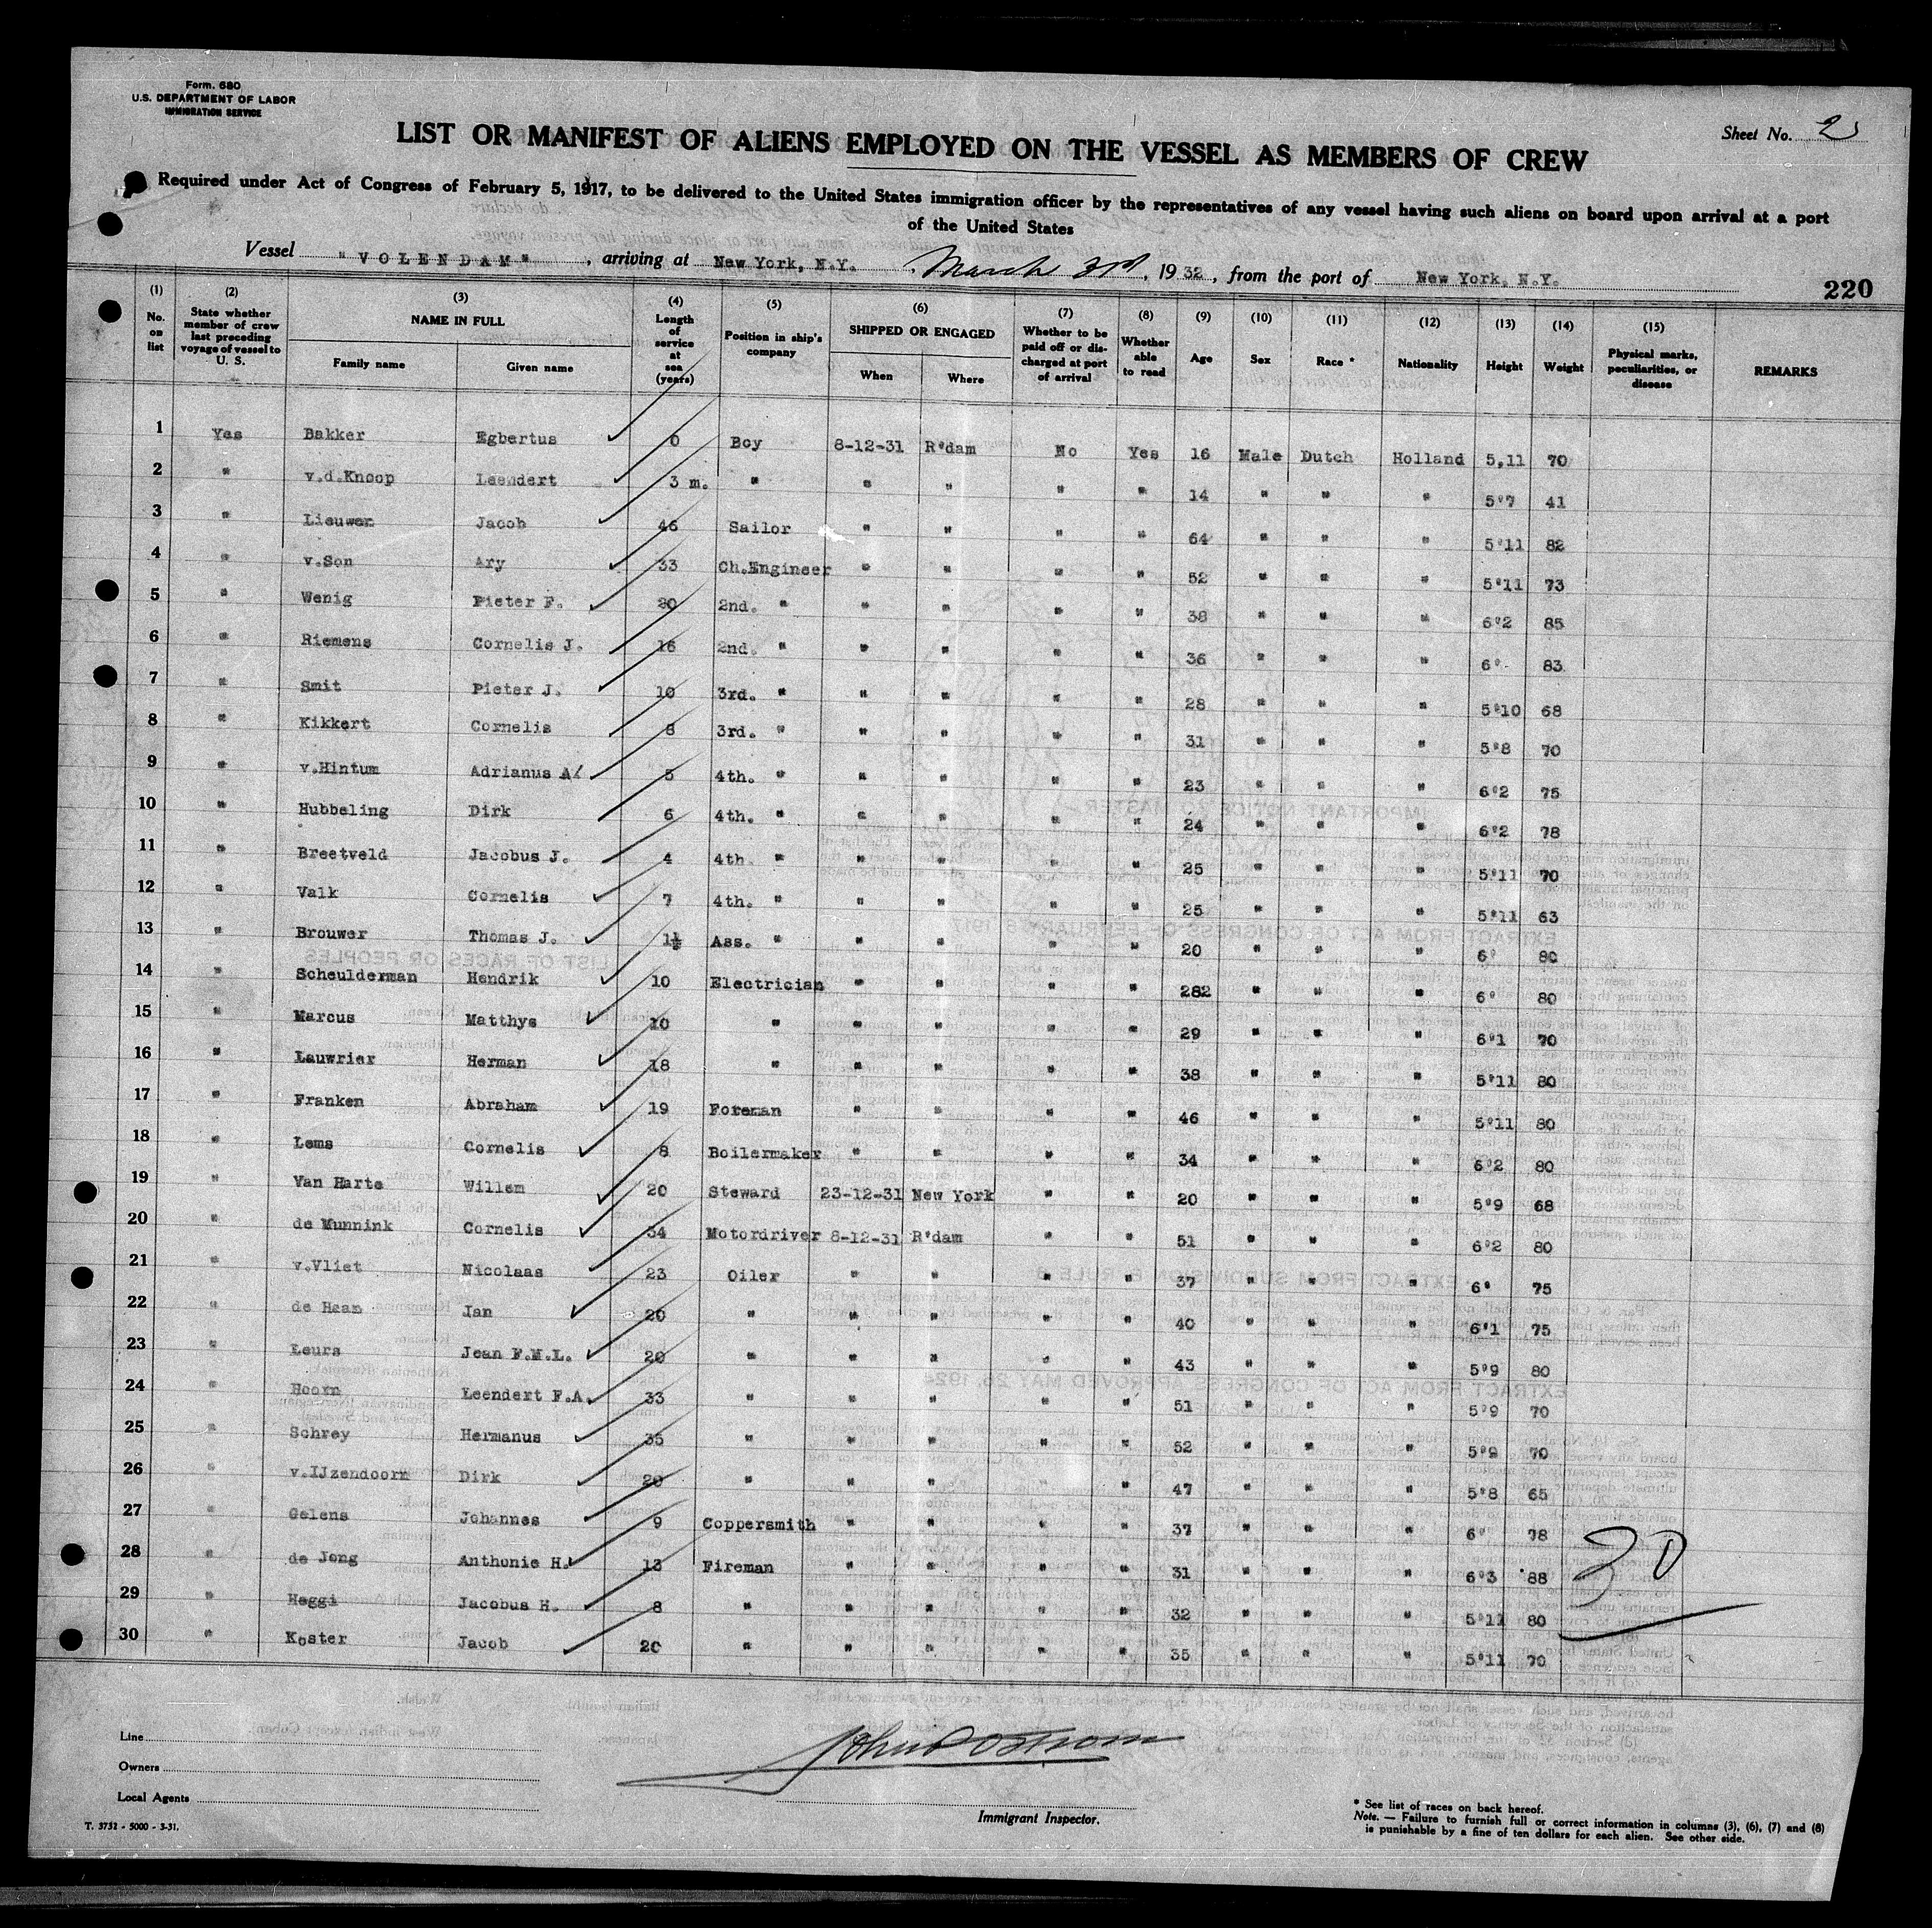 Form. 680
U.S. DEPARTMENT OF LABOR
IMMIGRATION SERVICE
Sheet No. 2
LIST OR MANIFEST OF ALIENS EMPLOYED ON THE VESSEL AS MEMBERS OF CREW
Required under Act of Congress of February 5, 1917, to be delivered to the United States immigration officer by the representatives of any vessel having such aliens on board upon arrival at a port
of the United States
Vessel "VOLENDAM", arriving at New York, N.Y. March 3rd, 1932, from the port of New York, N.Y.
220
(1) No. on list (2) State whether member of crew last preceding voyage of vessel to U. S. (3) NAME IN FULL Family name Given name (4) Length of service at sea (years) (5) Position in ship's company (6) SHIPPED OR ENGAGED When Where (7) Whether to be paid off or discharged at port of arrival (8) Whether able to read (9) Age (10) Sex (11) Race * (12) Nationality (13) Height (14) Weight (15) Physical marks, peculiarities, or disease REMARKS
1 Yes Bakker Egbertus 0 Boy 8-12-31 R'dam No Yes 16 Male Dutch Holland 5,11 70
2 " v.d.Knoop Leendert 3 m. " " " " " 14 " " " 5'7 41
3 " Lieuwen Jacob 46 Sailor " " " " 64 " " " 5'11 82
4 " v.Son Ary 33 Ch.Engineer " " " " 52 " " " 5'11 73
5 " Wenig Pieter F. 20 2nd. " " " " " 38 " " " 6'2 85
6 " Riemens Cornelis J. 16 2nd. " " " " " 36 " " " 6' 83
7 " Smit Pieter J. 10 3rd. " " " " " 28 " " " 5'10 68
8 " Kikkert Cornelis 8 3rd. " " " " " 31 " " " 5'8 70
9 " v.Hintum Adrianus A. 5 4th. " " " " " 23 " " " 6'2 75
10 " Hubbeling Dirk 6 4th. " " " " " 24 " " " 6'2 78
11 " Breetveld Jacobus J. 4 4th. " " " " " 25 " " " 5'11 70
12 " Valk Cornelis 7 4th. " " " " " 25 " " " 5'11 63
13 " Brouwer Thomas J. 1½ Ass. " " " " " 20 " " " 6' 80
14 " Scheulderman Hendrik 10 Electrician " " " " 282 " " " 6' 80
15 " Marcus Matthys 10 " " " " " 29 " " " 6'1 70
16 " Lauwrier Herman 18 " " " " " 38 " " " 5'11 80
17 " Franken Abraham 19 Foreman " " " " 46 " " " 5'11 80
18 " Lems Cornelis 8 Boilermaker " " " " 34 " " " 6'2 80
19 " Van Harte Willem 20 Steward 23-12-31 New York " " 20 " " " 5'9 68
20 " de Munnink Cornelis 34 Motordriver 8-12-31 R'dam " " 51 " " " 6'2 80
21 " v.Vliet Nicolaas 23 Oiler " " " " 37 " " " 6' 75
22 " de Haan Jan 20 " " " " " 40 " " " 6'1 75
23 " Leurs Jean F.M.L. 20 " " " " " 43 " " " 5'9 80
24 " Hoorn Leendert F.A. 33 " " " " " 51 " " " 5'9 70
25 " Schrey Hermanus 35 " " " " " 52 " " " 5'9 70
26 " v.IJzendoorn Dirk 20 " " " " " 47 " " " 5'8 65
27 " Gelens Johannes 9 Coppersmith " " " " 37 " " " 6' 78
28 " de Jong Anthonie H. 13 Fireman " " " " 31 " " " 6'3 88
29 " Heggi Jacobus H. 8 " " " " " 32 " " " 5'11 80
30 " Koster Jacob 20 " " " " " 35 " " " 5'11 70
30
Line
Owners
Local Agents
T. 3732 - 5000 - 3-31.
Immigrant Inspector.
* See list of races on back hereof.
Note. — Failure to furnish full or correct information in columns (3), (6), (7) and (8)
is punishable by a fine of ten dollars for each alien. See other side.